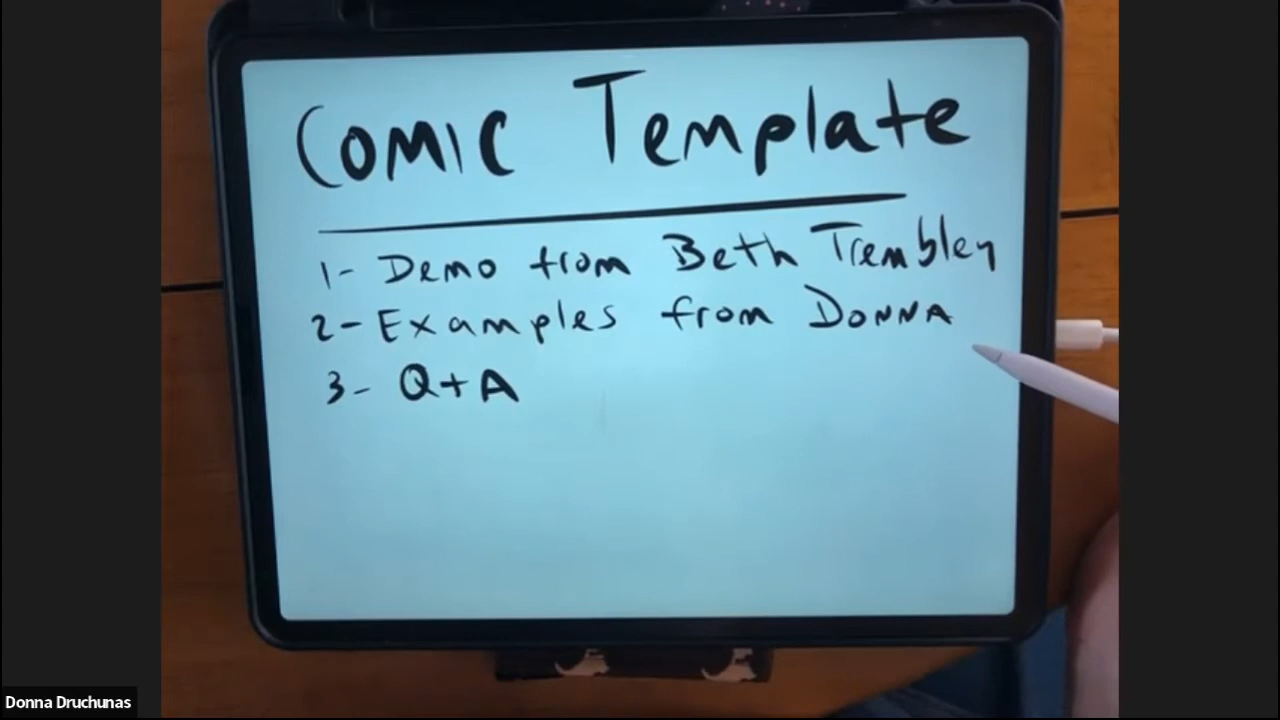 Comic Template
1- Demo from Beth Trembley
2- Examples from Donna
3- Q+A
Donna Druchunas